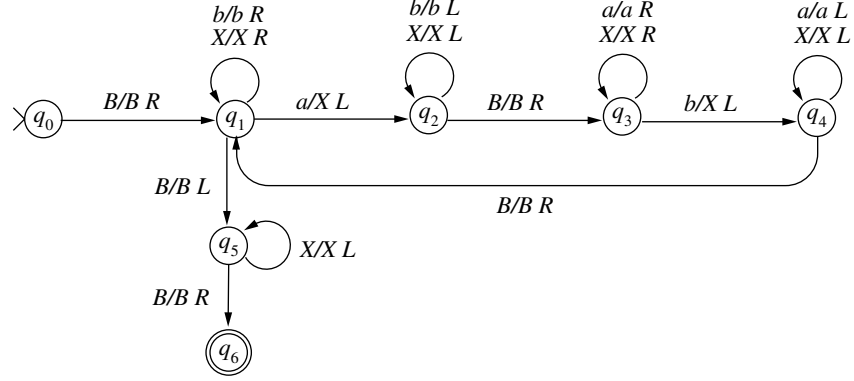 b/b R
X/X R
b/b L
X/X L
a/a R
X/X R
a/a L
X/X L
B/B R
a/X L
B/B R
b/X L
q0
q1
q2
q3
q4
B/B L
B/B R
q5
X/X L
B/B R
q6